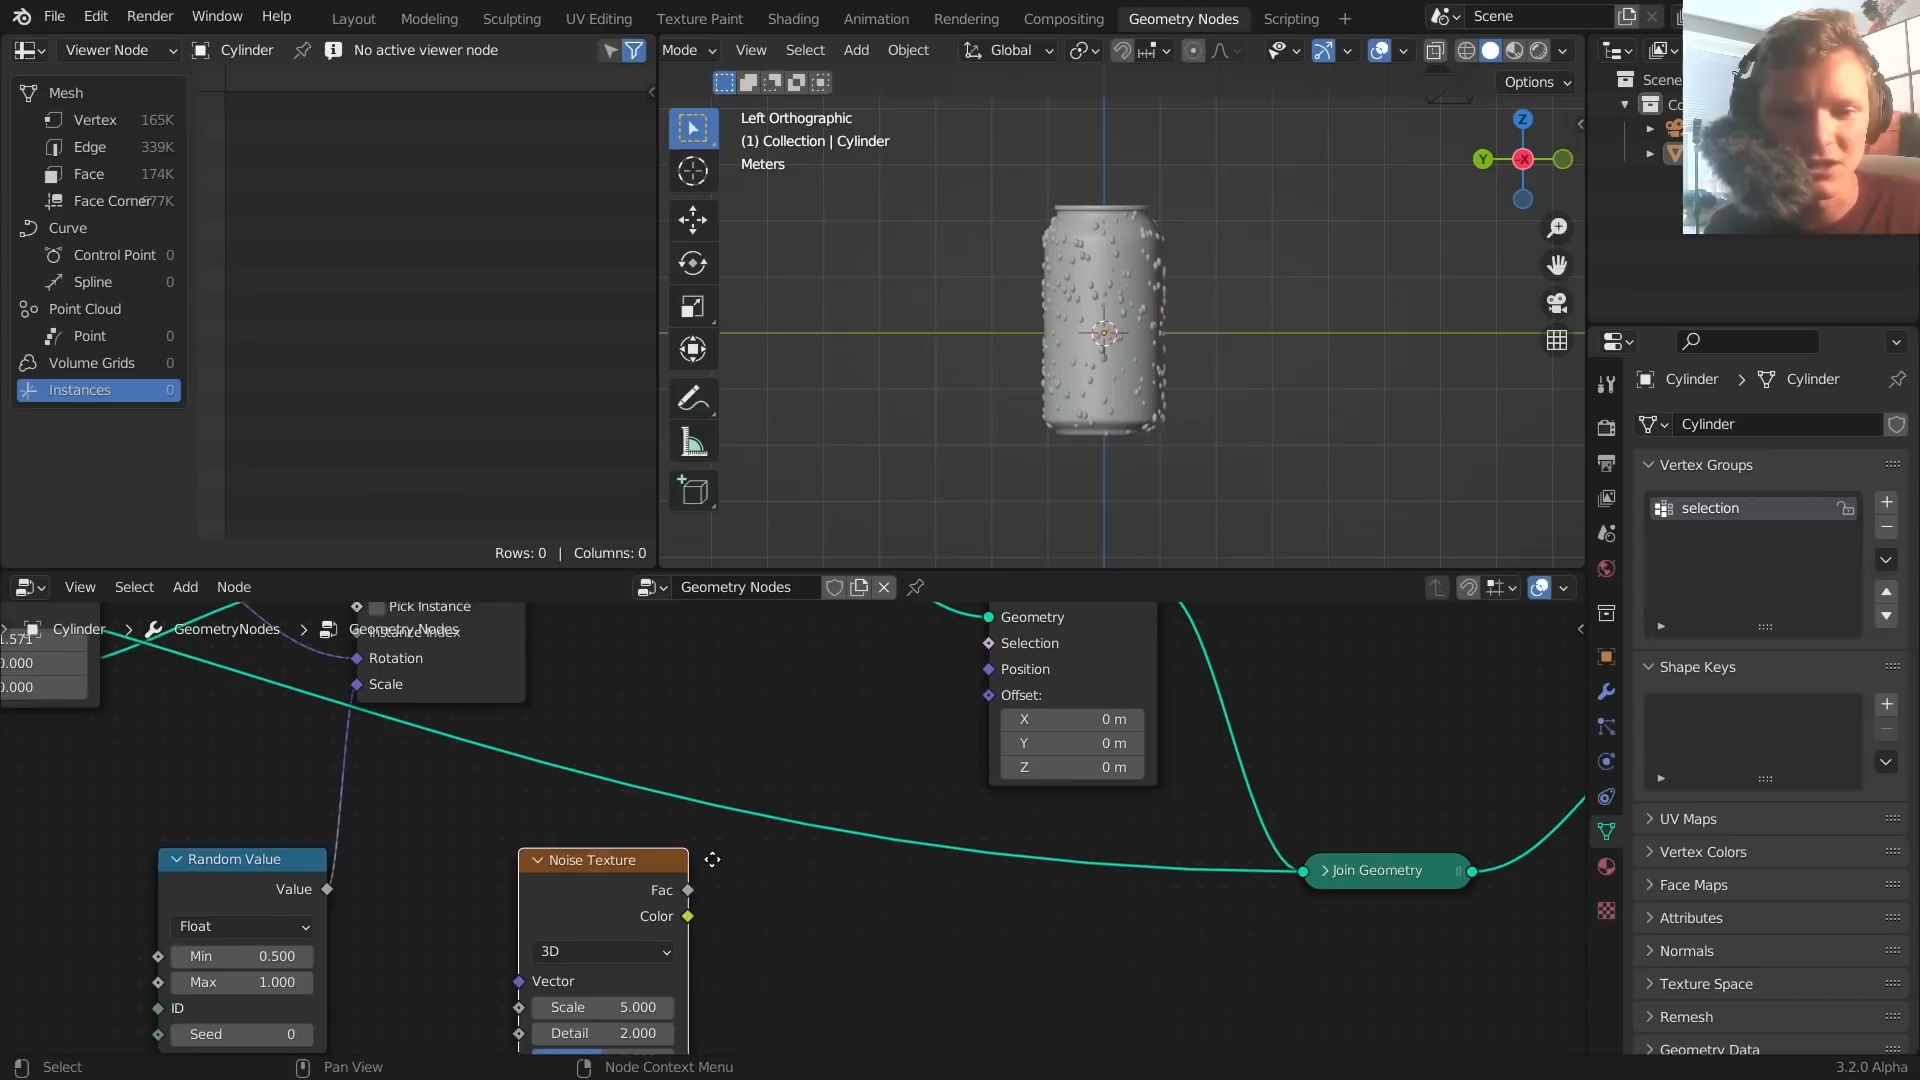 File Edit Render Window Help
Layout Modeling Sculpting UV Editing Texture Paint Shading Animation Rendering Compositing Geometry Nodes Scripting
Scene
Viewer Node Cylinder No active viewer node
Mesh
Vertex 165K
Edge 339K
Face 174K
Face Corner 677K
Curve
Control Point 0
Spline 0
Point Cloud
Point 0
Volume Grids 0
Instances 0
Rows: 0 | Columns: 0
Mode View Select Add Object Global
Options
Left Orthographic
(1) Collection | Cylinder
Meters
Z
Y
-X
Scene
Cylinder Cylinder
Cylinder
Vertex Groups
selection
Shape Keys
UV Maps
Vertex Colors
Face Maps
Attributes
Normals
Texture Space
Remesh
Geometry Data
View Select Add Node Geometry Nodes
Cylinder GeometryNodes Geometry Nodes
1.571
0.000
0.000
Pick Instance
Instance Index
Rotation
Scale
Geometry
Selection
Position
Offset:
X 0 m
Y 0 m
Z 0 m
Join Geometry
Random Value
Value
Float
Min 0.500
Max 1.000
ID
Seed 0
Noise Texture
Fac
Color
3D
Vector
Scale 5.000
Detail 2.000
Select Pan View Node Context Menu 3.2.0 Alpha